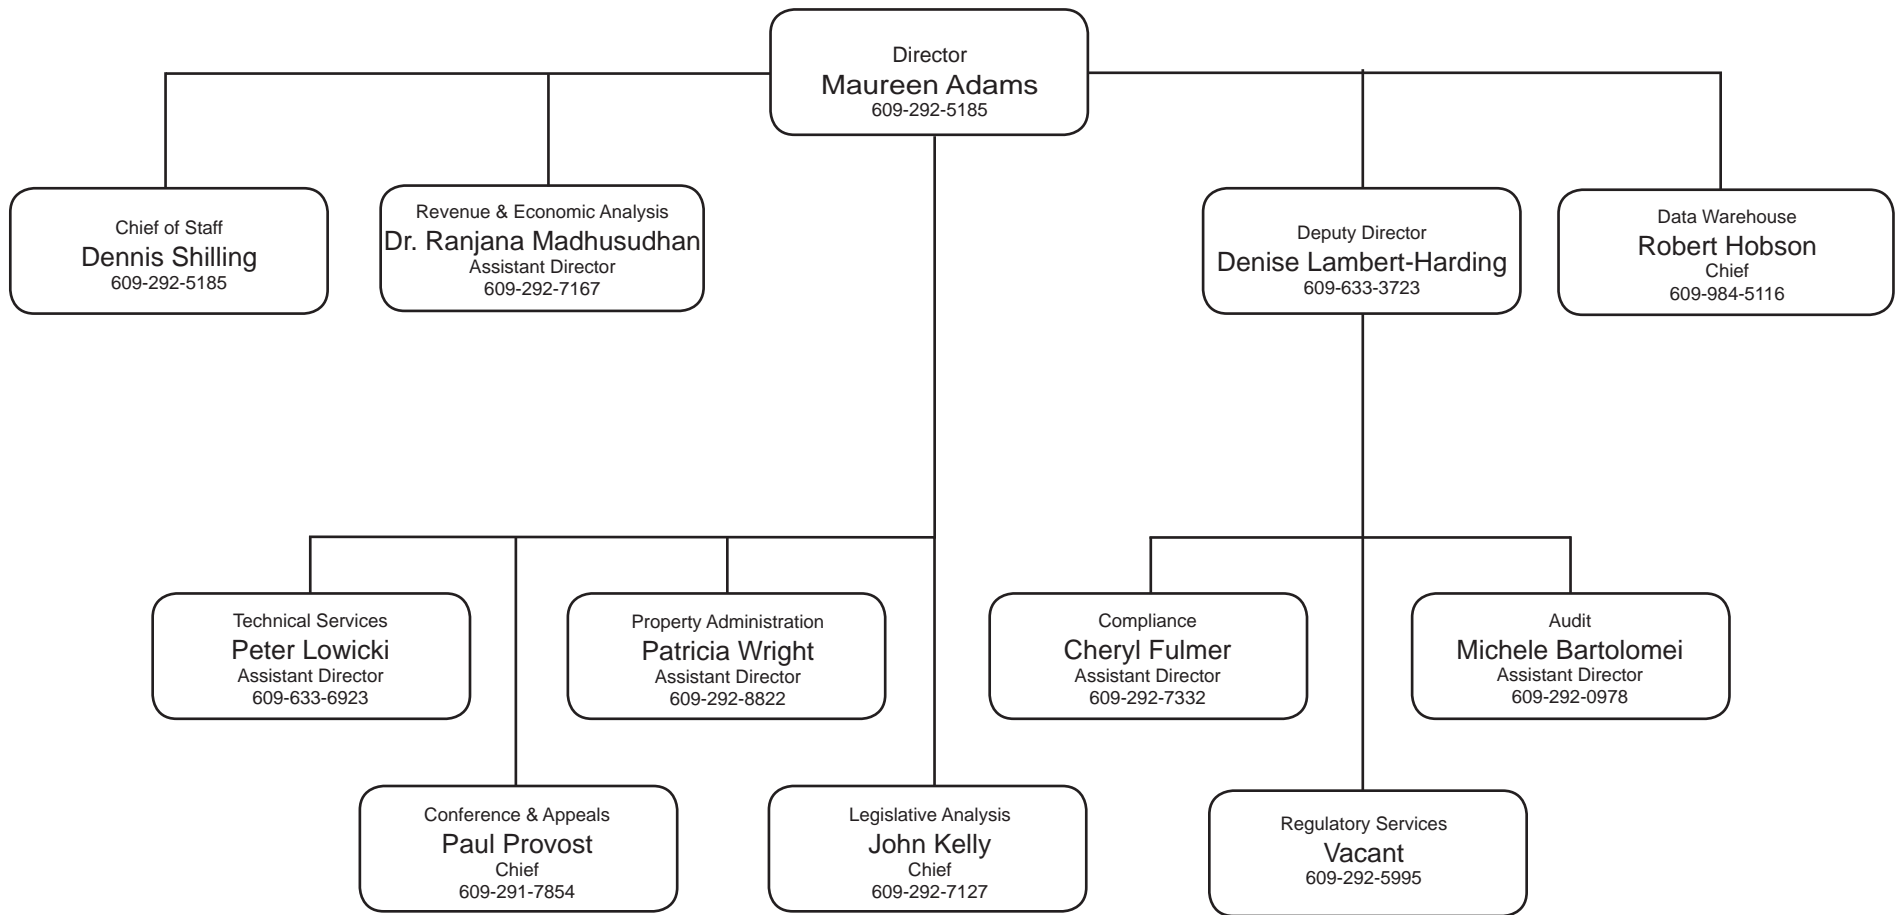 Director
Maureen Adams
609-292-5185
Chief of Staff
Dennis Shilling
609-292-5185
Revenue & Economic Analysis
Dr. Ranjana Madhusudhan
Assistant Director
609-292-7167
Deputy Director
Denise Lambert-Harding
609-633-3723
Data Warehouse
Robert Hobson
Chief
609-984-5116
Technical Services
Peter Lowicki
Assistant Director
609-633-6923
Property Administration
Patricia Wright
Assistant Director
609-292-8822
Compliance
Cheryl Fulmer
Assistant Director
609-292-7332
Audit
Michele Bartolomei
Assistant Director
609-292-0978
Conference & Appeals
Paul Provost
Chief
609-291-7854
Legislative Analysis
John Kelly
Chief
609-292-7127
Regulatory Services
Vacant
609-292-5995